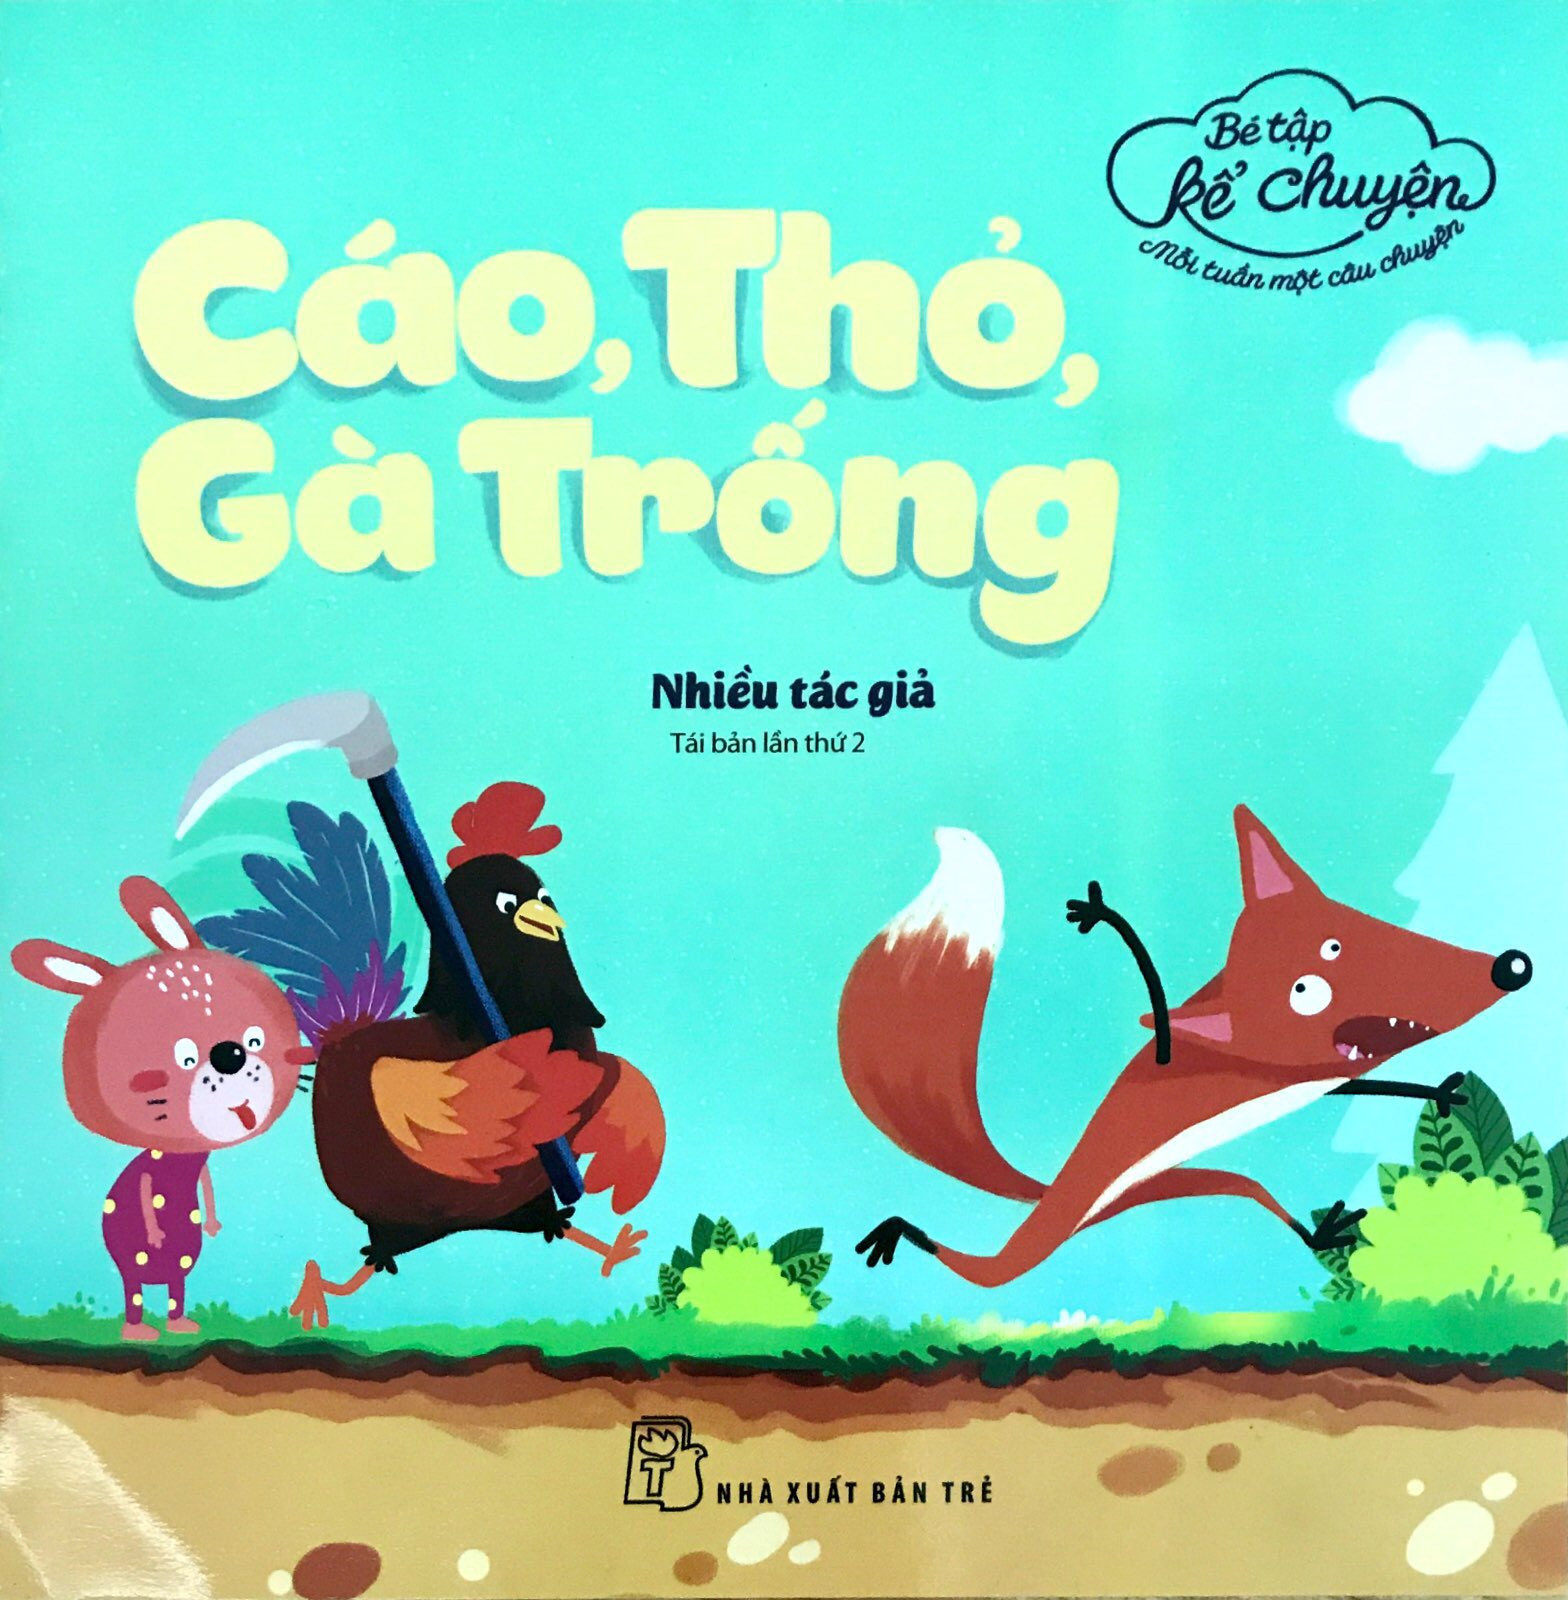 Bé tập
kể chuyện
Mỗi tuần một câu chuyện
Cáo, Thỏ,
Gà Trống
Nhiều tác giả
Tái bản lần thứ 2
T
NHÀ XUẤT BẢN TRẺ